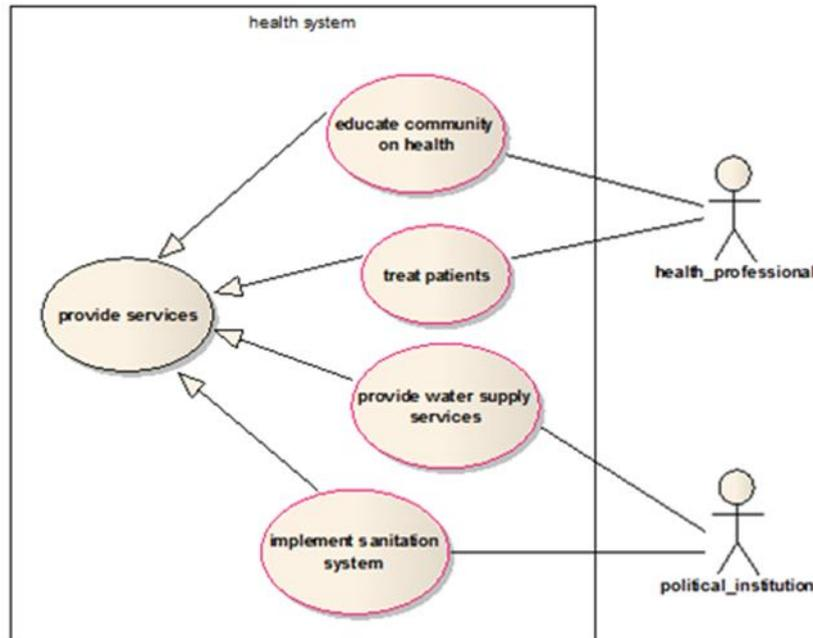 health system
educate community
on health
treat patients
health_professional
provide services
provide water supply
services
implement sanitation
system
political_institution